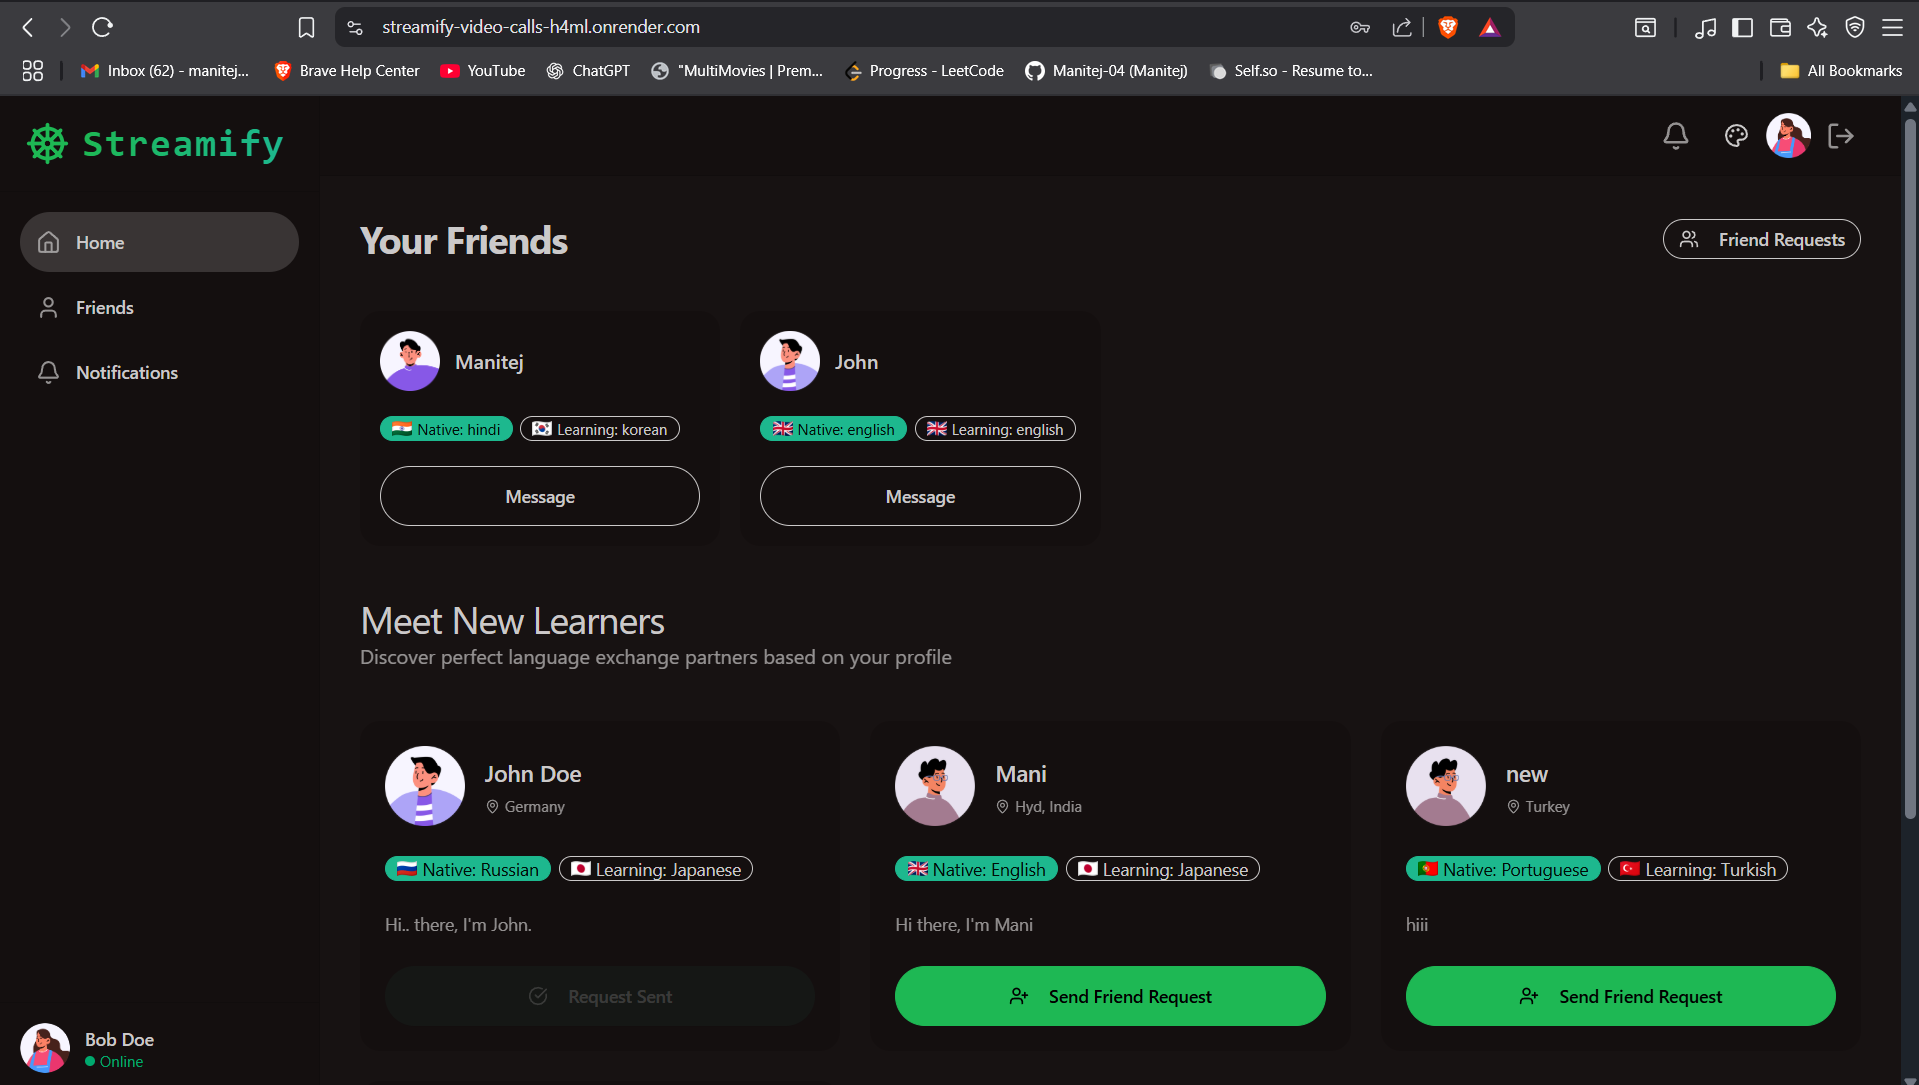 streamify-video-calls-h4ml.onrender.com
Inbox (62) - manitej... Brave Help Center YouTube ChatGPT "MultiMovies | Prem... Progress - LeetCode Manitej-04 (Manitej) Self.so - Resume to... All Bookmarks
Streamify
Home
Friends
Notifications
Your Friends
Friend Requests
Manitej
Native: hindi Learning: korean
Message
John
Native: english Learning: english
Message
Meet New Learners
Discover perfect language exchange partners based on your profile
John Doe
Germany
Native: Russian Learning: Japanese
Hi.. there, I'm John.
Request Sent
Mani
Hyd, India
Native: English Learning: Japanese
Hi there, I'm Mani
Send Friend Request
new
Turkey
Native: Portuguese Learning: Turkish
hiii
Send Friend Request
Bob Doe
Online